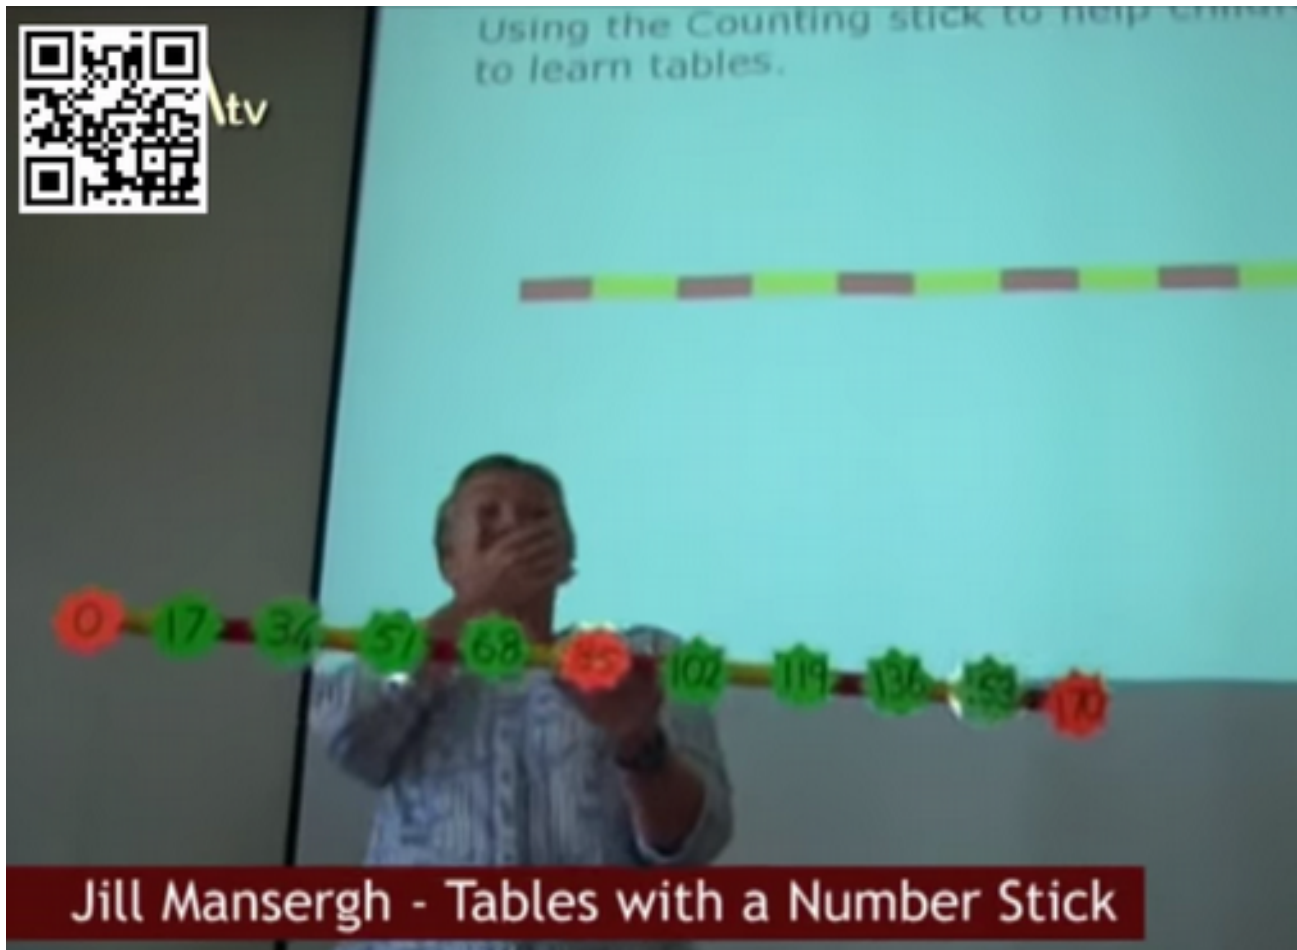 tv
Using the Counting stick to help
to learn tables.
0 17 34 51 68 85 102 119 136 153 170
Jill Mansergh - Tables with a Number Stick